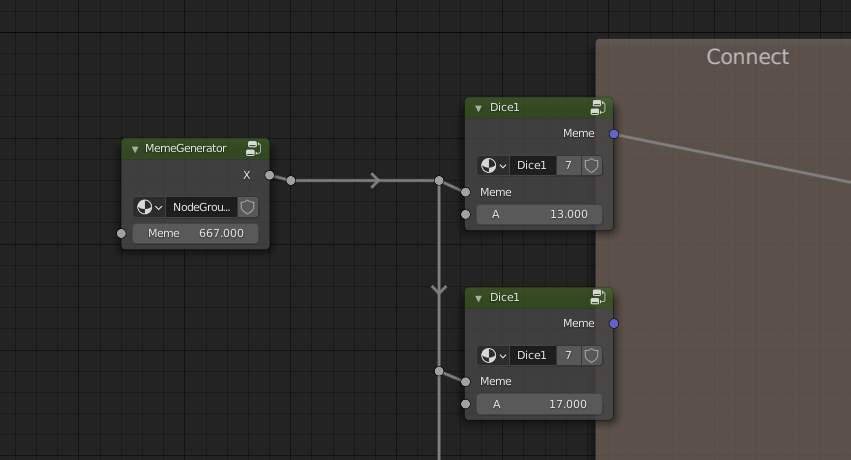 Connect
Dice1
Meme
Dice1 7
Meme
A 13.000
MemeGenerator
X
NodeGrou...
Meme 667.000
Dice1
Meme
Dice1 7
Meme
A 17.000